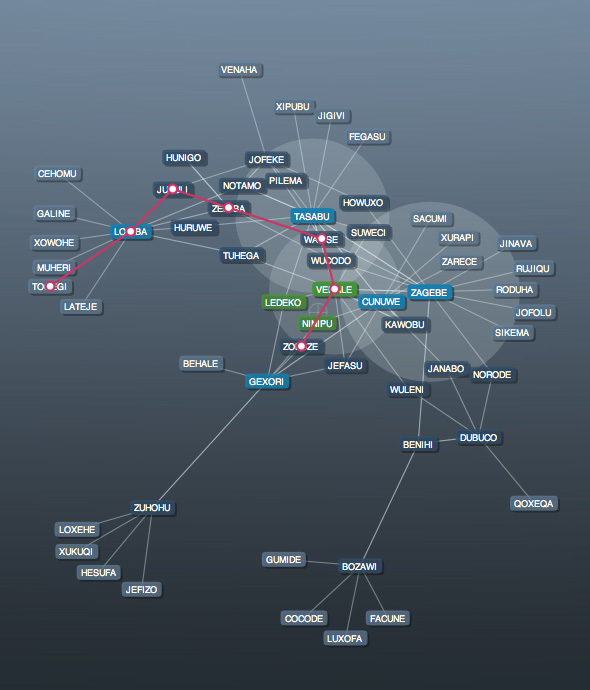 VENAHA
XIPUBU
JIGIVI
FEGASU
HUNIGO
JOFEKE
CEHOMU
PILEMA
NOTAMO
HOWUXO
GALINE
TASABU
SACUMI
HURUWE
SUWECI
XURAPI
XOWOHE
JINAVA
TUHEGA
WUCODO
ZARECE
MUHERI
RUJIQU
ZAGEBE
RODUHA
LEDEKO
CUNUWE
LATEJE
JOFOLU
NINIPU
KAWOBU
SIKEMA
BEHALE
JEFASU
JANABO
GEXORI
NORODE
WULENI
BENIHI
DUBUCO
QOXEQA
ZUHOHU
LOXEHE
XUKUQI
GUMIDE
BOZAWI
HESUFA
JEFIZO
COCODE
FACUNE
LUXOFA